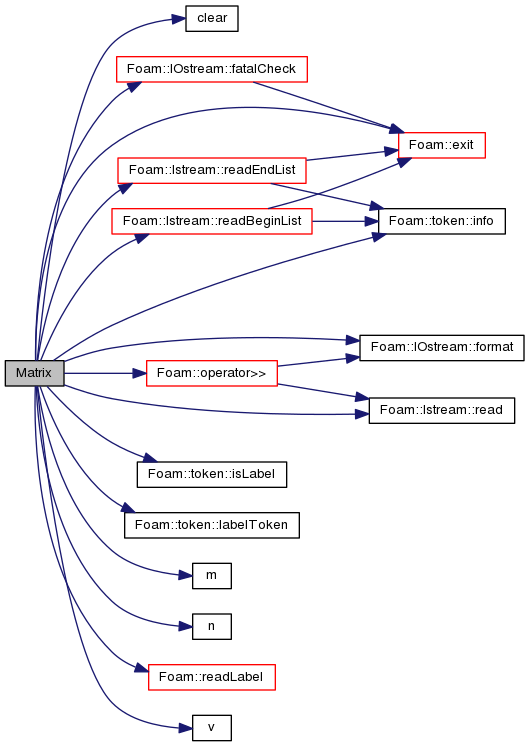 clear
Foam::IOstream::fatalCheck
Foam::exit
Foam::Istream::readEndList
Foam::Istream::readBeginList
Foam::token::info
Foam::IOstream::format
Matrix
Foam::operator>>
Foam::Istream::read
Foam::token::isLabel
Foam::token::labelToken
m
n
Foam::readLabel
v